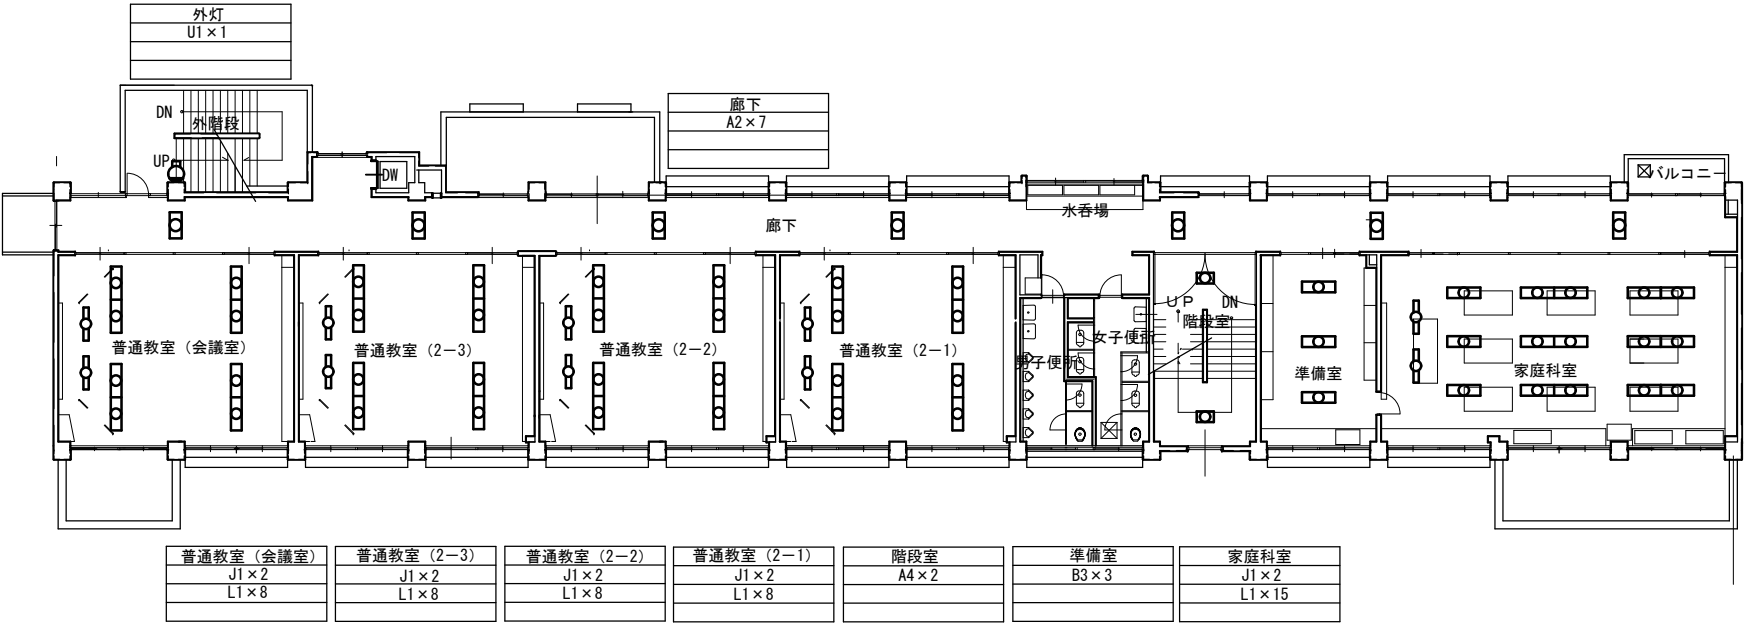 外灯
U1×1
廊下
A2×7
DN
外階段
UP
DW
バルコニー
水呑場
廊下
UP
DN
階段室
女子便所
男子便所
普通教室（会議室）
普通教室（2－3）
普通教室（2－2）
普通教室（2－1）
準備室
家庭科室
普通教室（会議室）
J1×2
L1×8
普通教室（2－3）
J1×2
L1×8
普通教室（2－2）
J1×2
L1×8
普通教室（2－1）
J1×2
L1×8
階段室
A4×2
準備室
B3×3
家庭科室
J1×2
L1×15